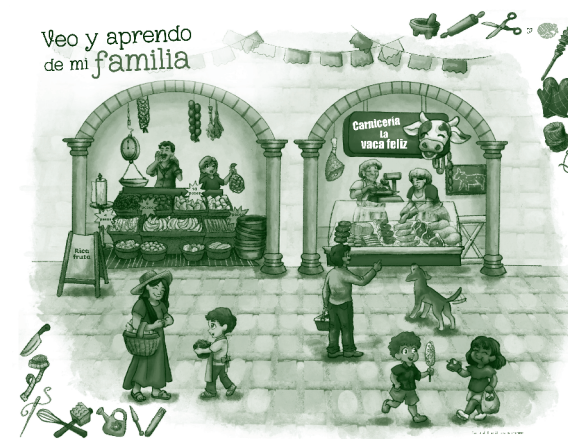 Veo y aprendo
de mi familia
Carnicería
La
vaca feliz
Rica
fruta